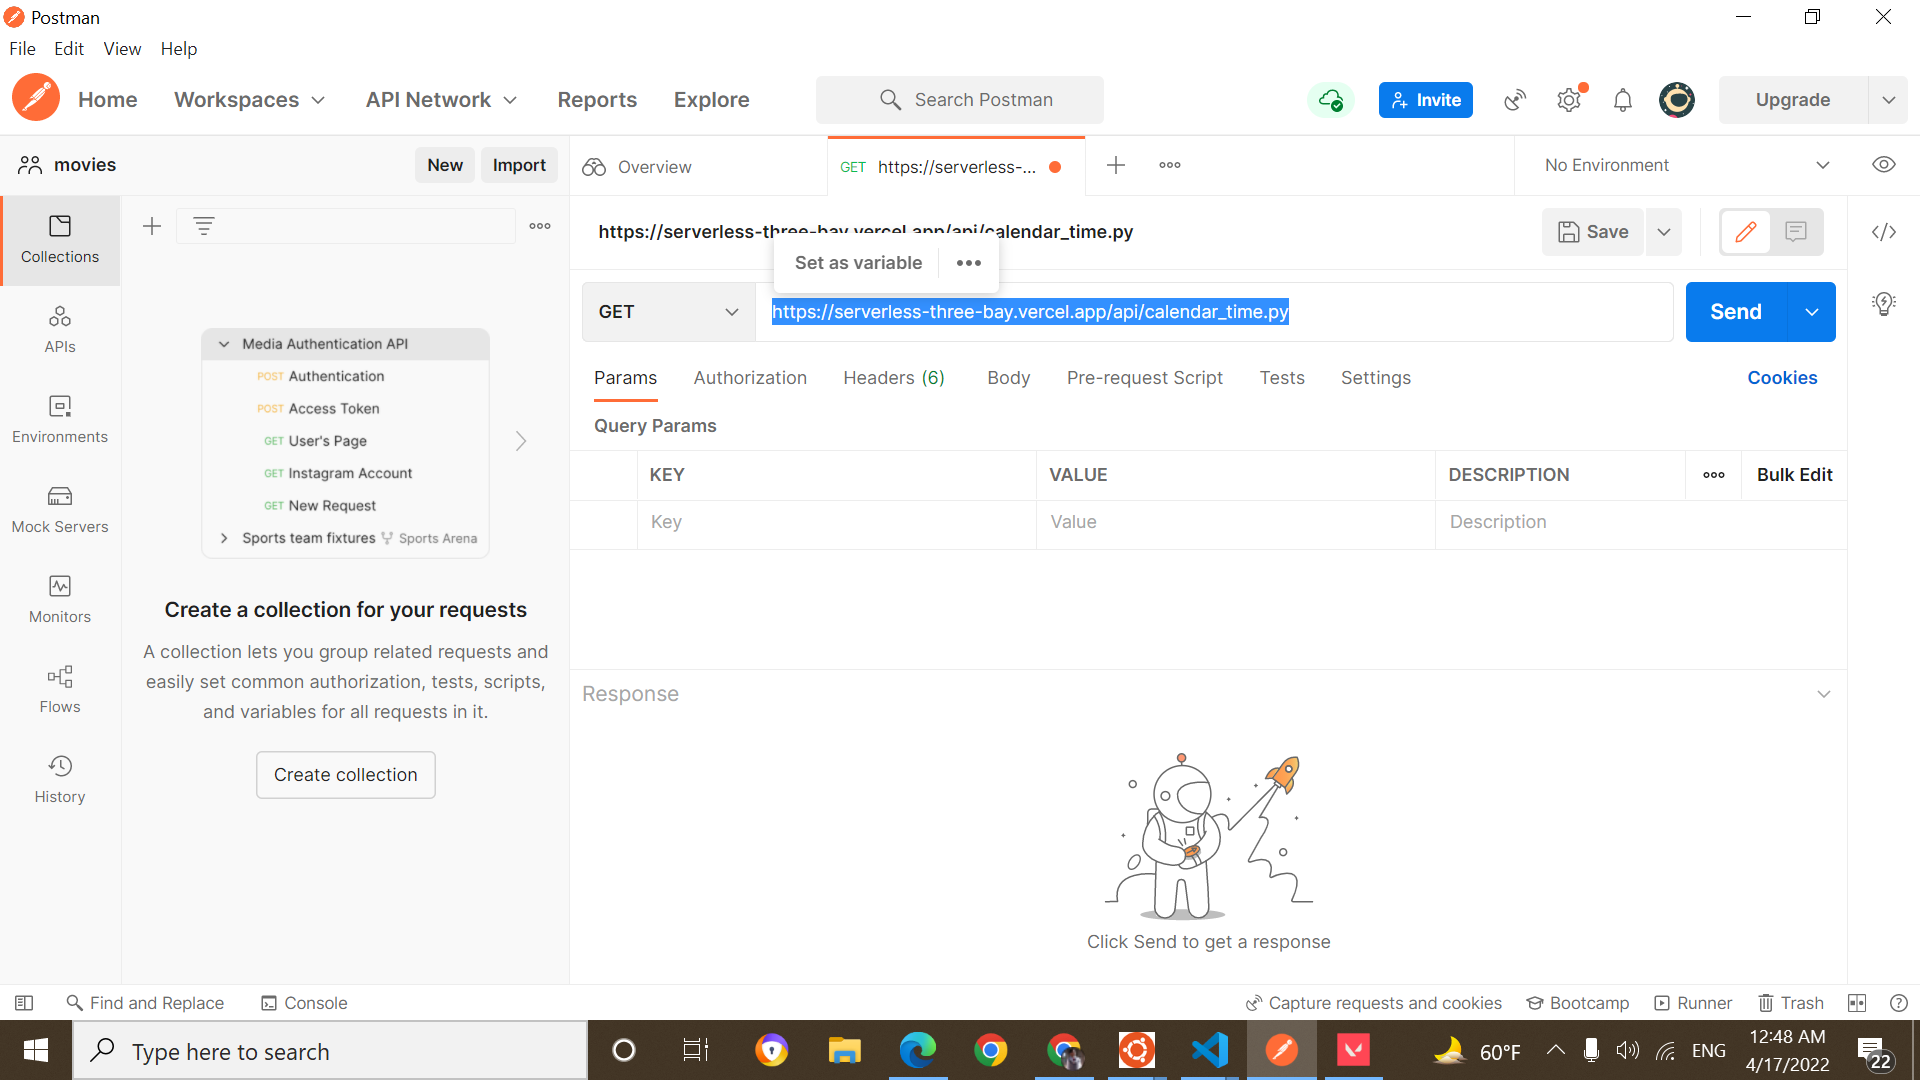 Postman
File Edit View Help
Home Workspaces API Network Reports Explore Search Postman Invite Upgrade
movies New Import Overview GET https://serverless-... No Environment
https://serverless-three-bay.vercel.app/api/calendar_time.py Save
Set as variable
GET https://serverless-three-bay.vercel.app/api/calendar_time.py Send
Params Authorization Headers (6) Body Pre-request Script Tests Settings Cookies
Query Params
KEY VALUE DESCRIPTION Bulk Edit
Key Value Description
Response
Click Send to get a response
Collections
APIs
Environments
Mock Servers
Monitors
Flows
History
Media Authentication API
POST Authentication
POST Access Token
GET User's Page
GET Instagram Account
GET New Request
Sports team fixtures Sports Arena
Create a collection for your requests
A collection lets you group related requests and
easily set common authorization, tests, scripts,
and variables for all requests in it.
Create collection
Find and Replace Console Capture requests and cookies Bootcamp Runner Trash
Type here to search 60°F ENG 12:48 AM
4/17/2022 22